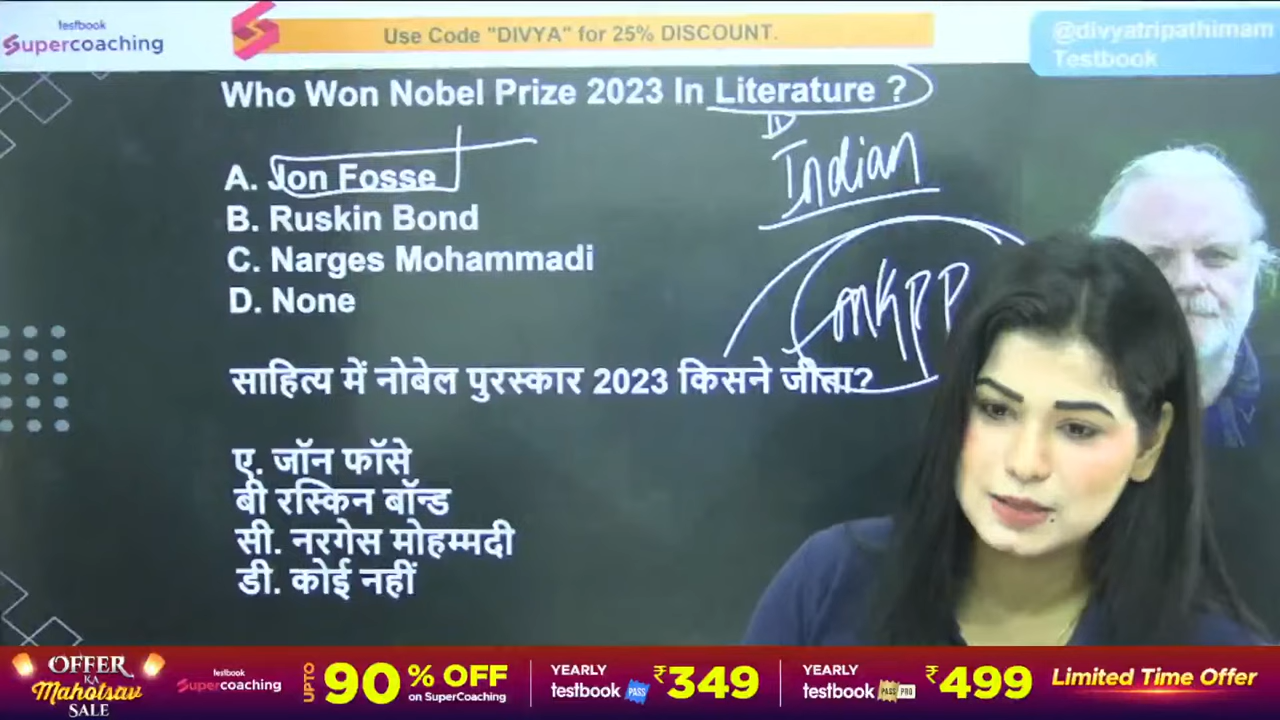 testbook
Supercoaching
Use Code "DIVYA" for 25% DISCOUNT.
@divyatripathimam
Testbook
Who Won Nobel Prize 2023 In Literature ?
Indian
A. Jon Fosse
B. Ruskin Bond
C. Narges Mohammadi
D. None
साहित्य में नोबेल पुरस्कार 2023 किसने जीता?
ए. जॉन फॉसे
बी रस्किन बॉन्ड
सी. नरगेस मोहम्मदी
डी. कोई नहीं
OFFER
KA
Mahotsav
SALE
testbook
Supercoaching
UPTO 90% OFF
on SuperCoaching
YEARLY
testbook PASS
₹349
YEARLY
testbook PASS PRO
₹499
Limited Time Offer